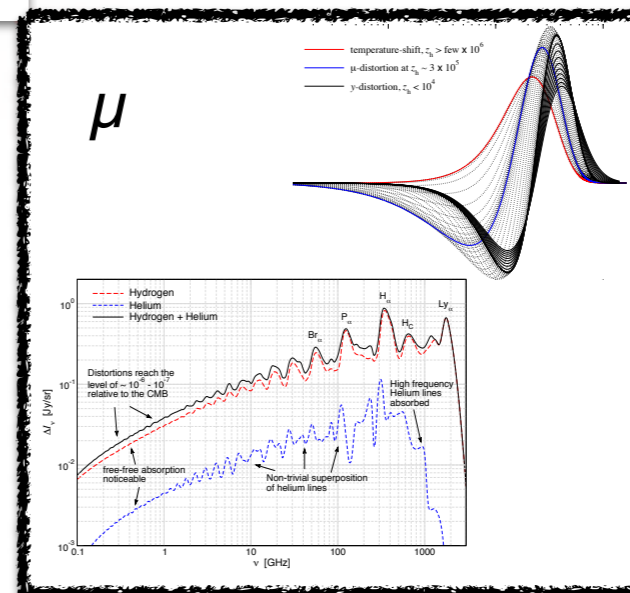 μ
temperature-shift, z_h > few x 10^6
μ-distortion at z_h ~ 3 x 10^5
y-distortion, z_h < 10^4
Hydrogen
Helium
Hydrogen + Helium
Br_α
P_α
H_α
H_C
Ly_α
Distortions reach the
level of ~10^-6 - 10^-7
relative to the CMB
High frequency
Helium lines
absorbed
free-free absorption
noticeable
Non-trivial superposition
of helium lines
ΔI_ν [Jy/sr]
10^0
10^-1
10^-2
10^-3
0.1 1 10 100 1000
ν [GHz]